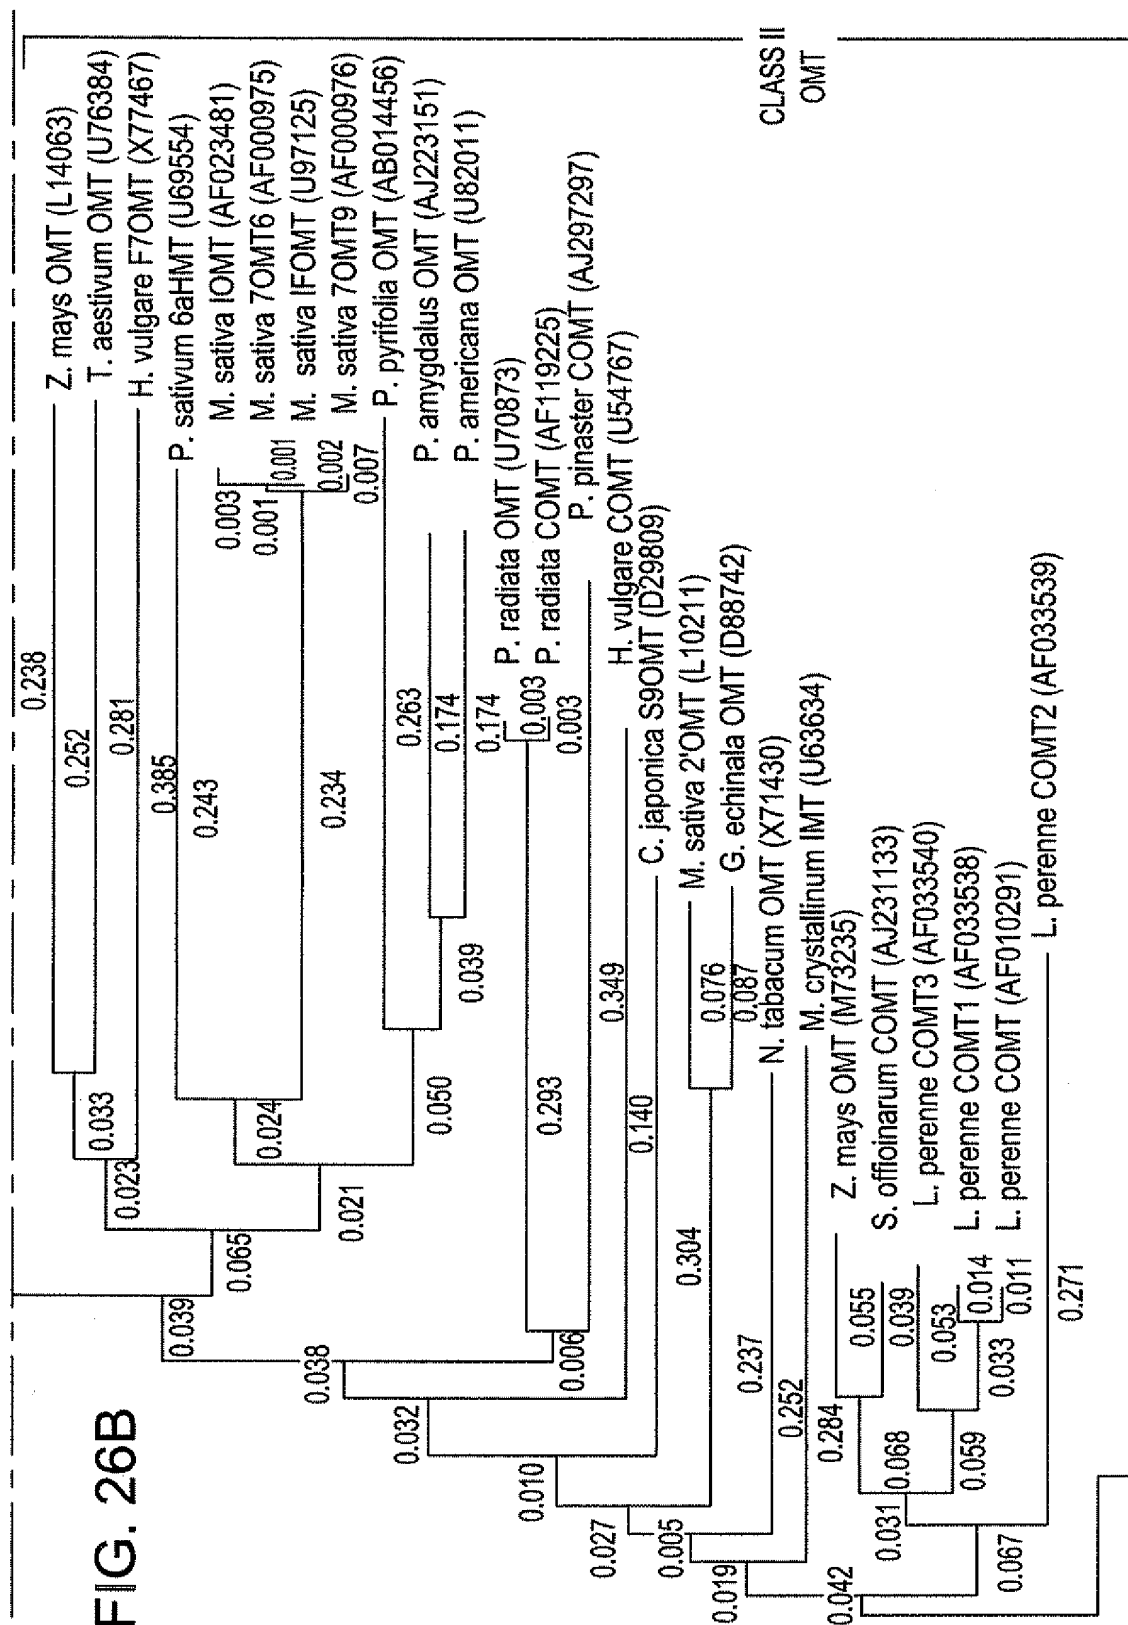 FIG. 26B
CLASS II
OMT
Z. mays OMT (L14063)
T. aestivum OMT (U76384)
H. vulgare F7OMT (X77467)
P. sativum 6aHMT (U69554)
M. sativa IOMT (AF023481)
M. sativa 7OMT6 (AF000975)
M. sativa IFOMT (U97125)
M. sativa 7OMT9 (AF000976)
P. pyrifolia OMT (AB014456)
P. amygdalus OMT (AJ223151)
P. americana OMT (U82011)
P. radiata OMT (U70873)
P. radiata COMT (AF119225)
P. pinaster COMT (AJ297297)
H. vulgare COMT (U54767)
C. japonica S9OMT (D29809)
M. sativa 2'OMT (L10211)
G. echinala OMT (D88742)
N. tabacum OMT (X71430)
M. crystallinum IMT (U63634)
Z. mays OMT (M73235)
S. offioinarum COMT (AJ231133)
L. perenne COMT3 (AF033540)
L. perenne COMT1 (AF033538)
L. perenne COMT (AF010291)
L. perenne COMT2 (AF033539)
0.238
0.252
0.281
0.033
0.023
0.385
0.243
0.003
0.001
0.001
0.002
0.007
0.234
0.024
0.021
0.065
0.263
0.174
0.174
0.039
0.050
0.039
0.003
0.003
0.293
0.006
0.038
0.349
0.032
0.140
0.010
0.076
0.087
0.304
0.027
0.237
0.005
0.252
0.019
0.284
0.055
0.068
0.039
0.053
0.014
0.011
0.033
0.059
0.031
0.271
0.067
0.042